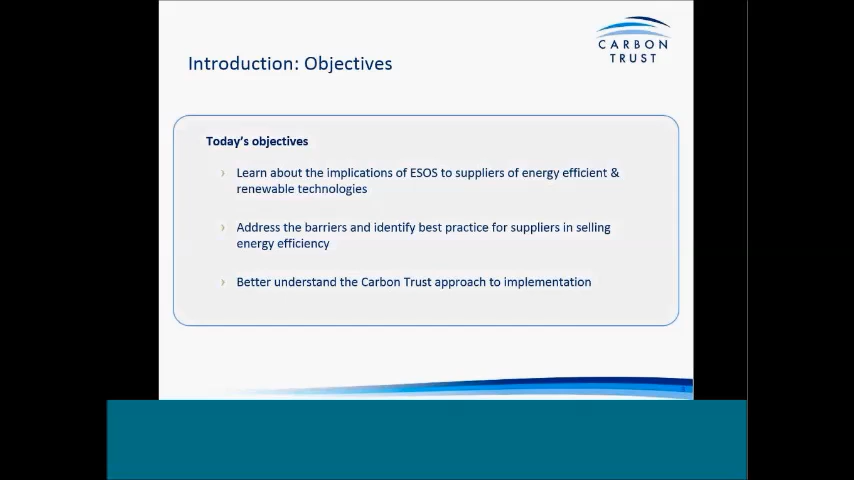 CARBON
TRUST
Introduction: Objectives
Today's objectives
Learn about the implications of ESOS to suppliers of energy efficient &
renewable technologies
Address the barriers and identify best practice for suppliers in selling
energy efficiency
Better understand the Carbon Trust approach to implementation